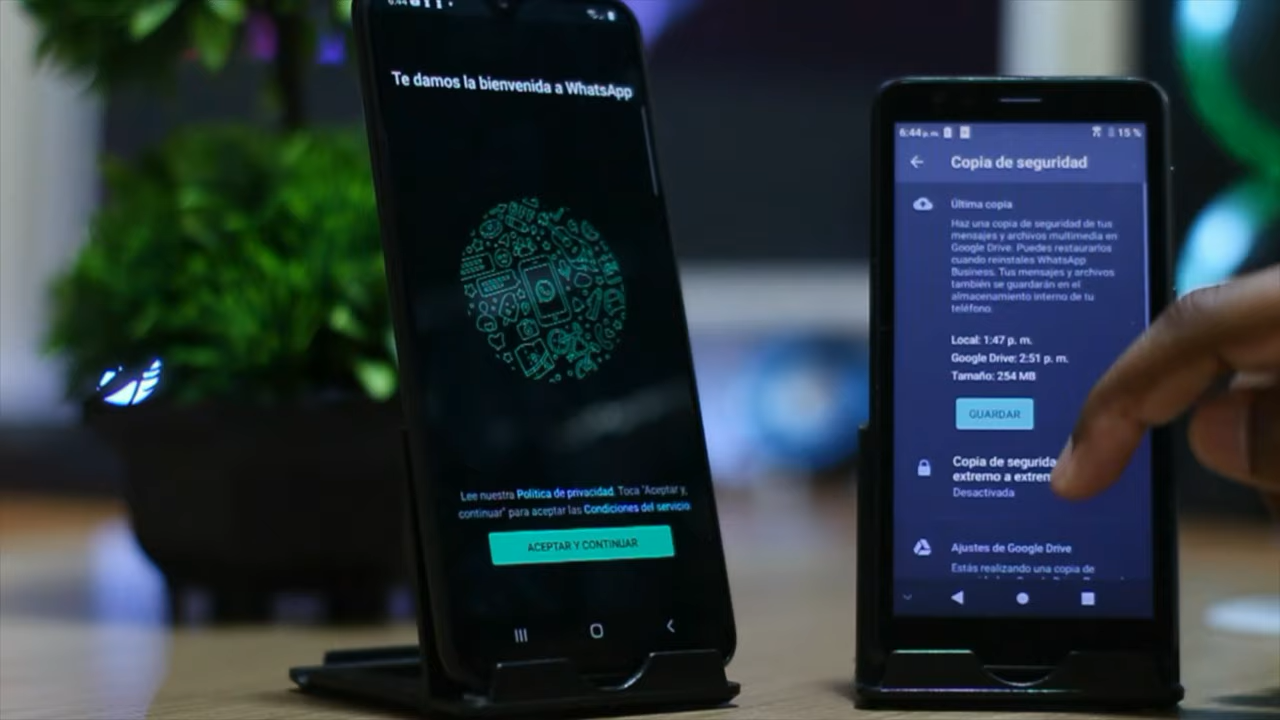 Te damos la bienvenida a WhatsApp
Lee nuestra Política de privacidad. Toca "Aceptar y
continuar" para aceptar las Condiciones del servicio.
ACEPTAR Y CONTINUAR
6:44 p. m.
15 %
Copia de seguridad
Última copia
Haz una copia de seguridad de tus
mensajes y archivos multimedia en
Google Drive. Puedes restaurarlos
cuando reinstales WhatsApp
Business. Tus mensajes y archivos
también se guardarán en el
almacenamiento interno de tu
teléfono.
Local: 1:47 p. m.
Google Drive: 2:51 p. m.
Tamaño: 254 MB
GUARDAR
Copia de segurida
extremo a extrem
Desactivada
Ajustes de Google Drive
Estás realizando una copia de